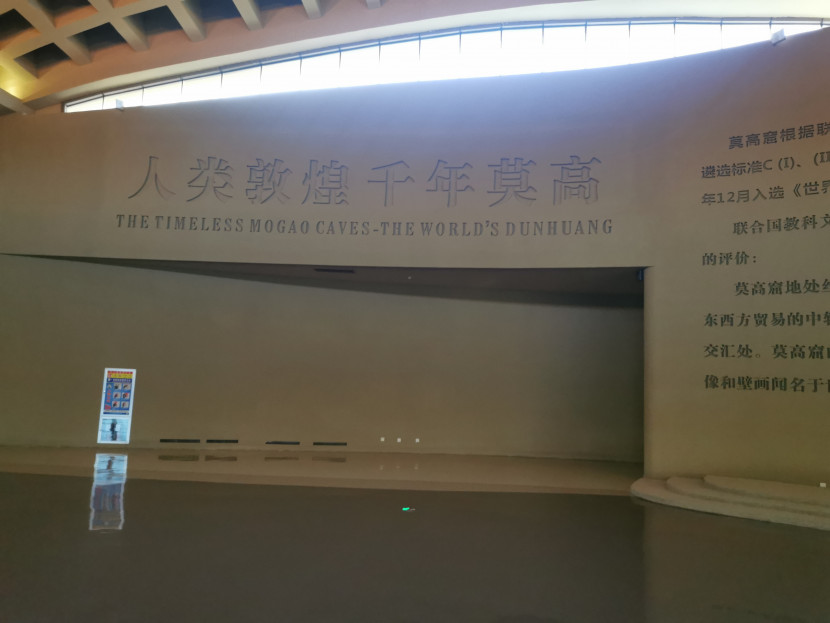 人类敦煌 千年莫高
THE TIMELESS MOGAO CAVES-THE WORLD'S DUNHUANG
莫高窟根据联
遴选标准C (I)、(II
年12月入选《世界
联合国教科文
的评价：
莫高窟地处
东西方贸易的中
交汇处。莫高窟
像和壁画闻名于